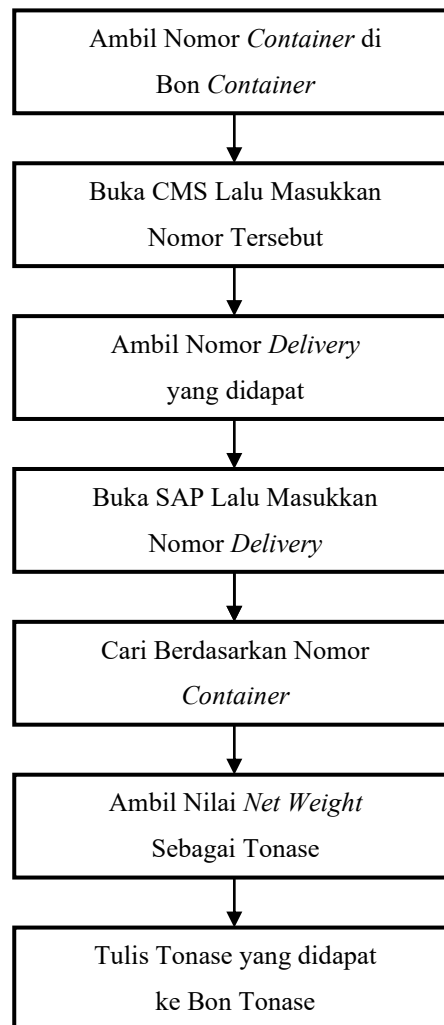 Ambil Nomor Container di
Bon Container
Buka CMS Lalu Masukkan
Nomor Tersebut
Ambil Nomor Delivery
yang didapat
Buka SAP Lalu Masukkan
Nomor Delivery
Cari Berdasarkan Nomor
Container
Ambil Nilai Net Weight
Sebagai Tonase
Tulis Tonase yang didapat
ke Bon Tonase